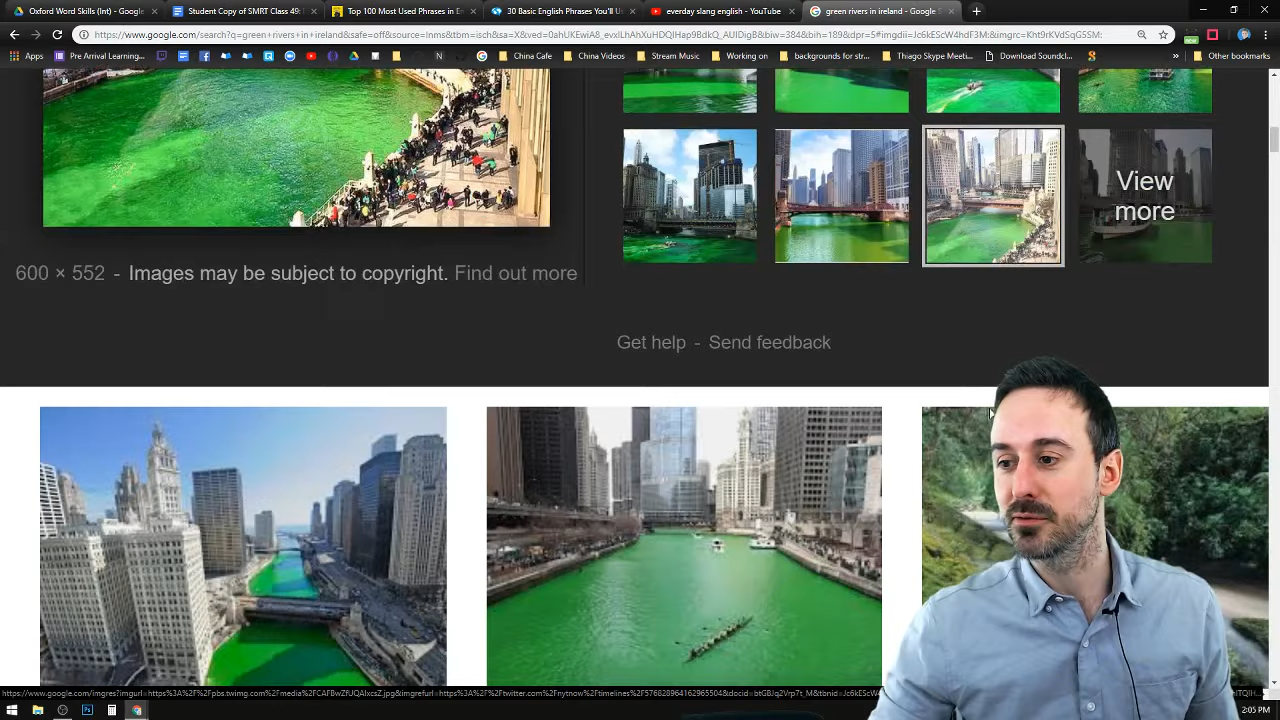 Oxford Word Skills (Int) - Google
Student Copy of SMRT Class 49:
Top 100 Most Used Phrases in E
30 Basic English Phrases You'll U
everday slang english - YouTube
green rivers in ireland - Google S
Apps
Pre Arrival Learning...
China Cafe
China Videos
Stream Music
Working on
backgrounds for str...
Thiago Skype Meeti...
Download Soundcl...
»
Other bookmarks
View
more
600 × 552 - Images may be subject to copyright. Find out more
Get help - Send feedback
2:05 PM